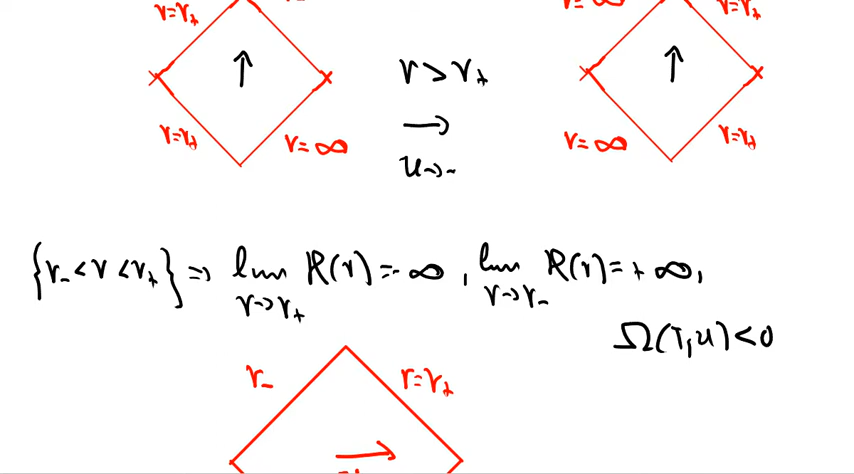 r=r₊ r=∞ r=r₊
r > r₊
r=r₊ r=∞ → r=∞ r=r₊
u→-
{r₋ < r < r₊} ⇒ lim R(r) = -∞, lim R(r) = +∞,
r→r₊ r→r₋
Ω(T,u) < 0
r₋ r=r₊